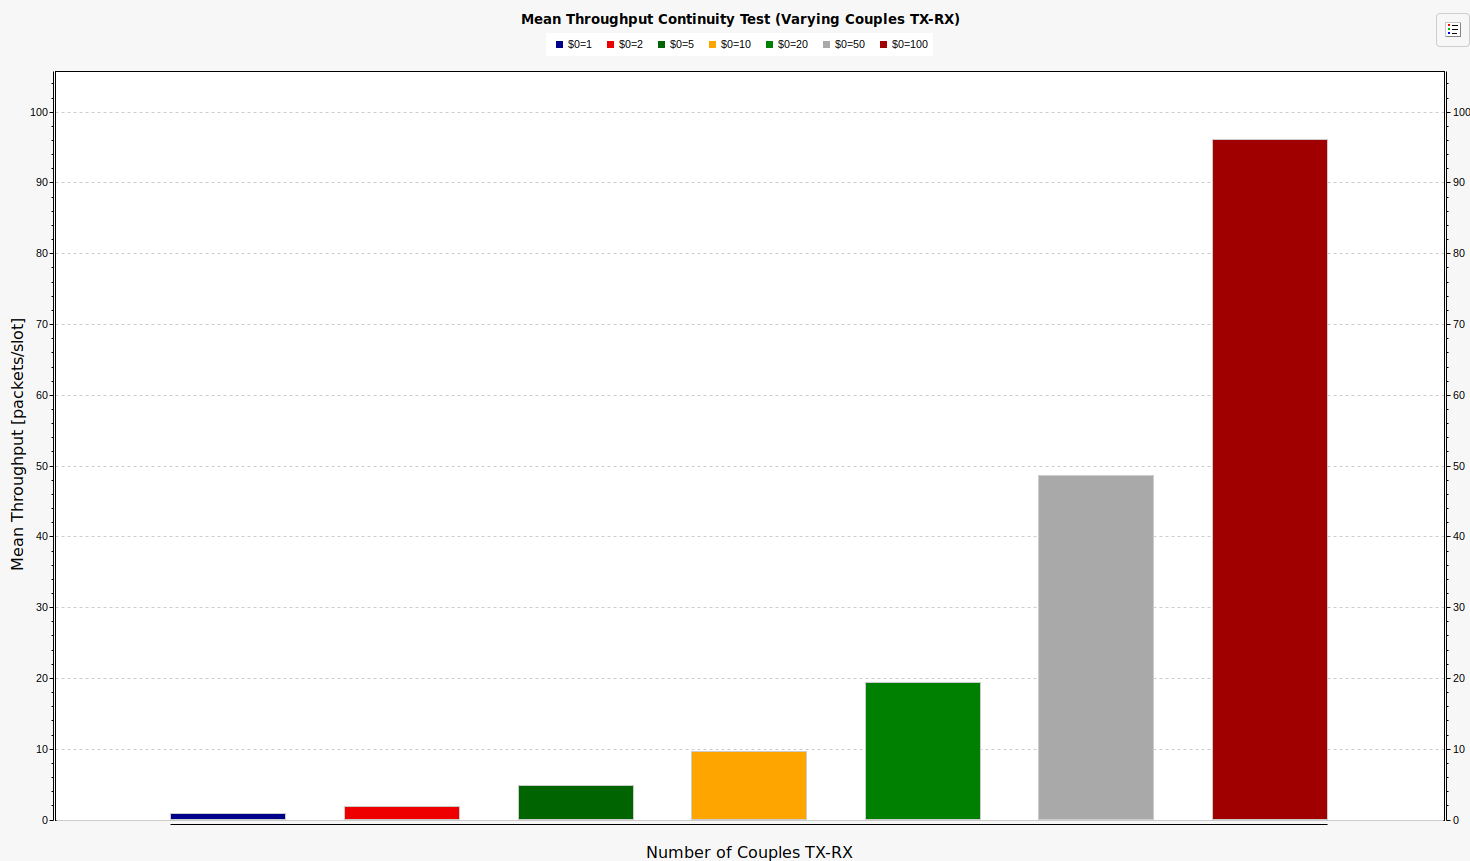 Mean Throughput Continuity Test (Varying Couples TX-RX)
$0=1 $0=2 $0=5 $0=10 $0=20 $0=50 $0=100
100 100
90 90
80 80
70 70
60 60
50 50
40 40
30 30
20 20
10 10
0 0
Mean Throughput [packets/slot]
Number of Couples TX-RX